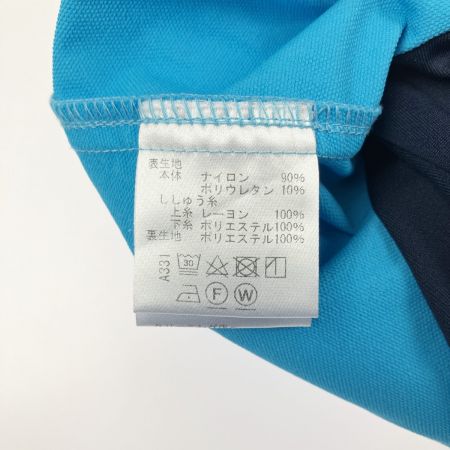 表生地
本体 ナイロン 90%
ポリウレタン 10%
ししゅう糸
上糸 レーヨン 100%
下糸 ポリエステル100%
裏生地 ポリエステル100%
A331
30
F W